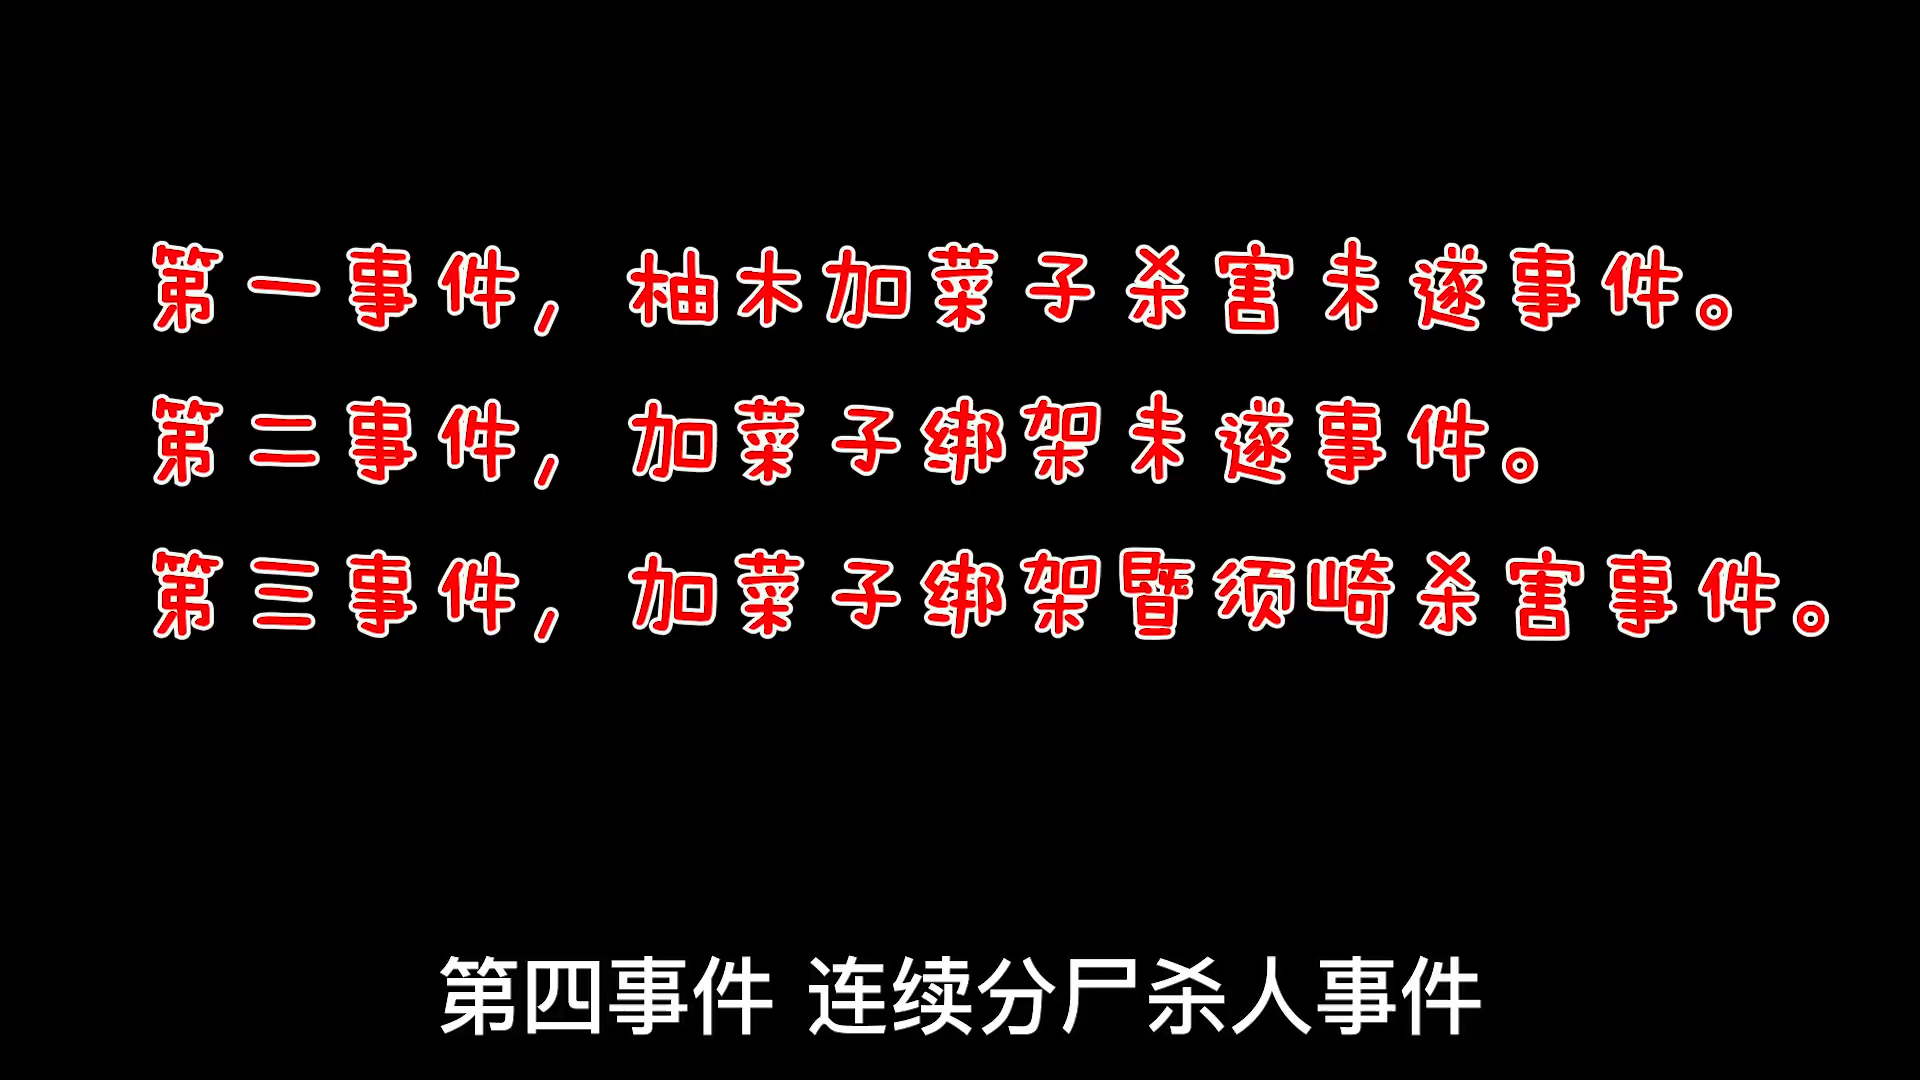 第一事件，柚木加菜子杀害未遂事件。
第二事件，加菜子绑架未遂事件。
第三事件，加菜子绑架暨须崎杀害事件。
第四事件 连续分尸杀人事件